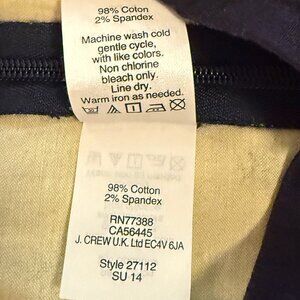 98% Coton
2% Spandex
Machine wash cold
gentle cycle,
with like colors.
Non chlorine
bleach only.
Line dry.
Warm iron as needed.
98% Cotton
2% Spandex
RN77388
CA56445
J. CREW U.K. Ltd EC4V 6JA
Style 27112
SU 14